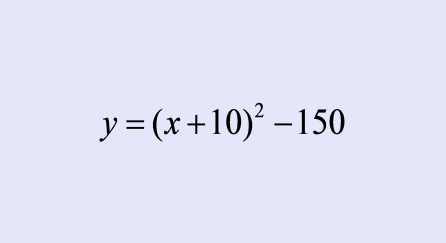 y = (x + 10)² − 150